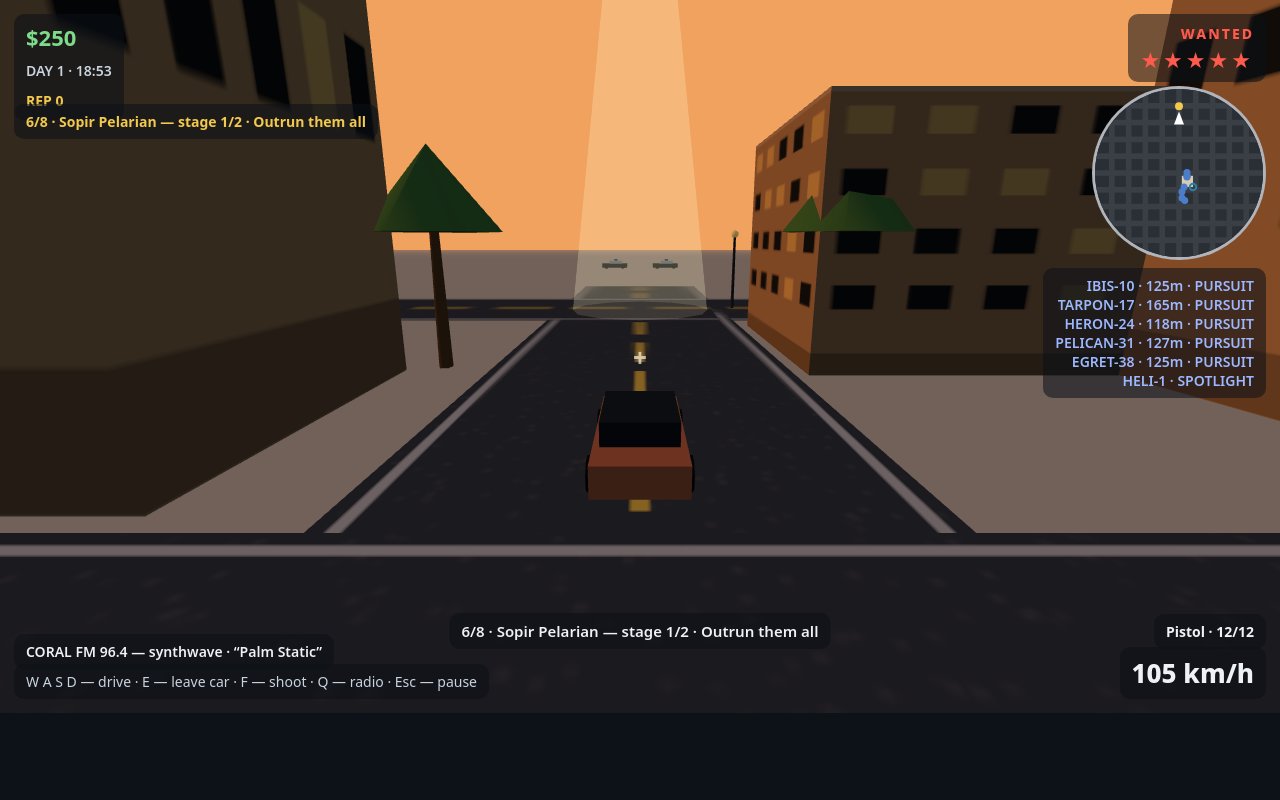 $250
DAY 1 · 18:53
REP 0
6/8 · Sopir Pelarian — stage 1/2 · Outrun them all
WANTED
★★★★★
IBIS-10 · 125m · PURSUIT
TARPON-17 · 165m · PURSUIT
HERON-24 · 118m · PURSUIT
PELICAN-31 · 127m · PURSUIT
EGRET-38 · 125m · PURSUIT
HELI-1 · SPOTLIGHT
6/8 · Sopir Pelarian — stage 1/2 · Outrun them all
CORAL FM 96.4 — synthwave · “Palm Static”
W A S D — drive · E — leave car · F — shoot · Q — radio · Esc — pause
Pistol · 12/12
105 km/h